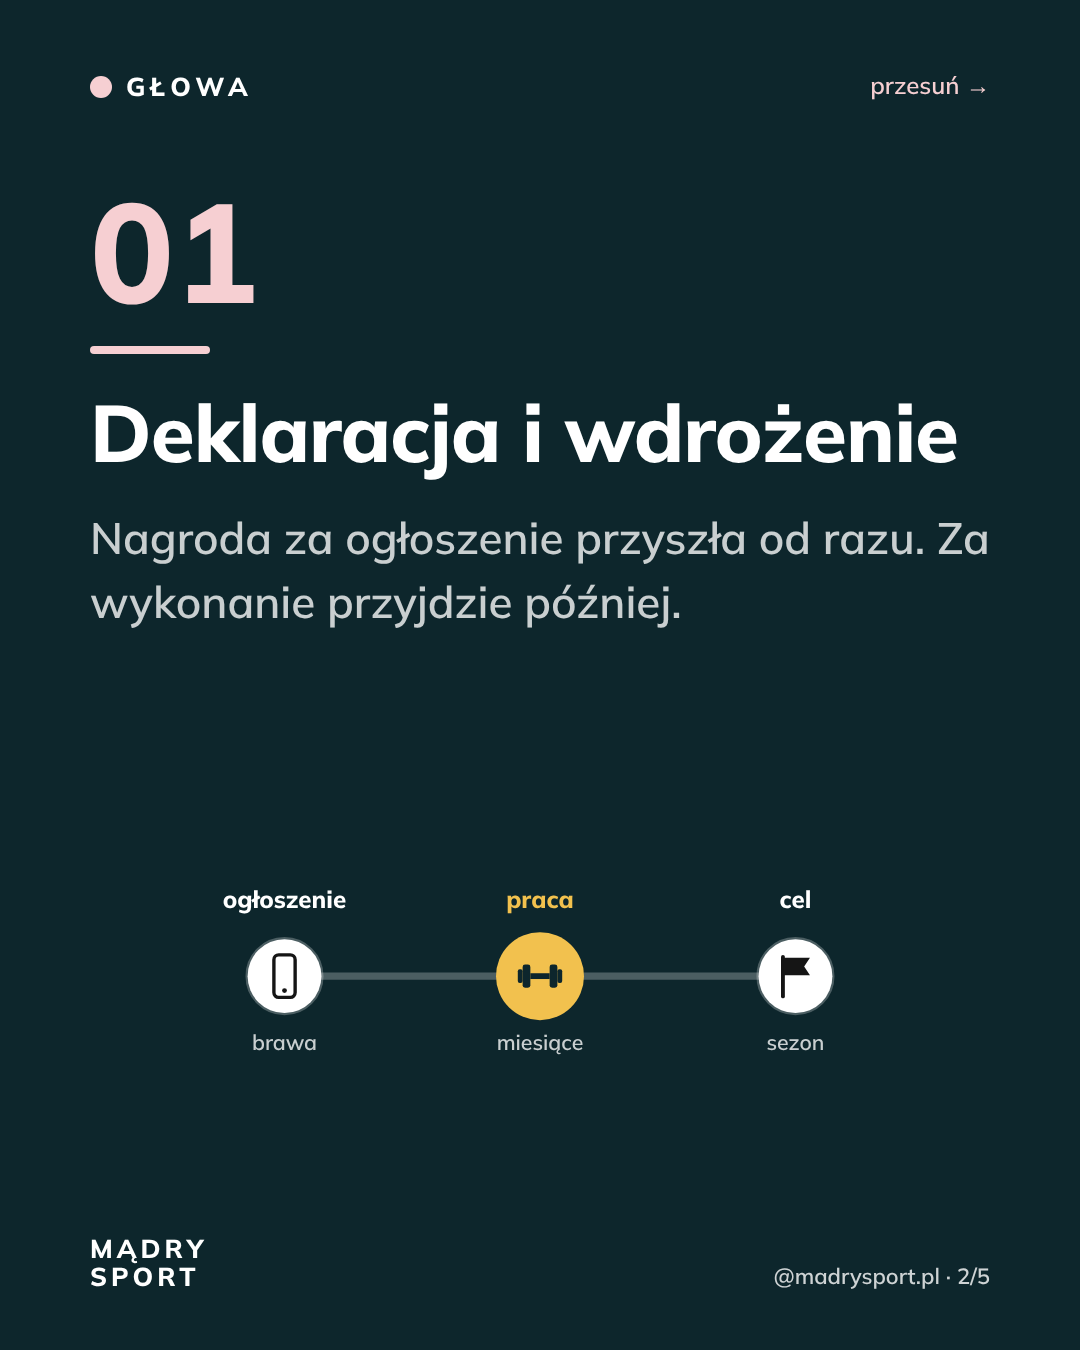 GŁOWA
przesuń →
01
Deklaracja i wdrożenie
Nagroda za ogłoszenie przyszła od razu. Za
wykonanie przyjdzie później.
ogłoszenie
praca
cel
brawa
miesiące
sezon
MĄDRY
SPORT
@madrysport.pl · 2/5